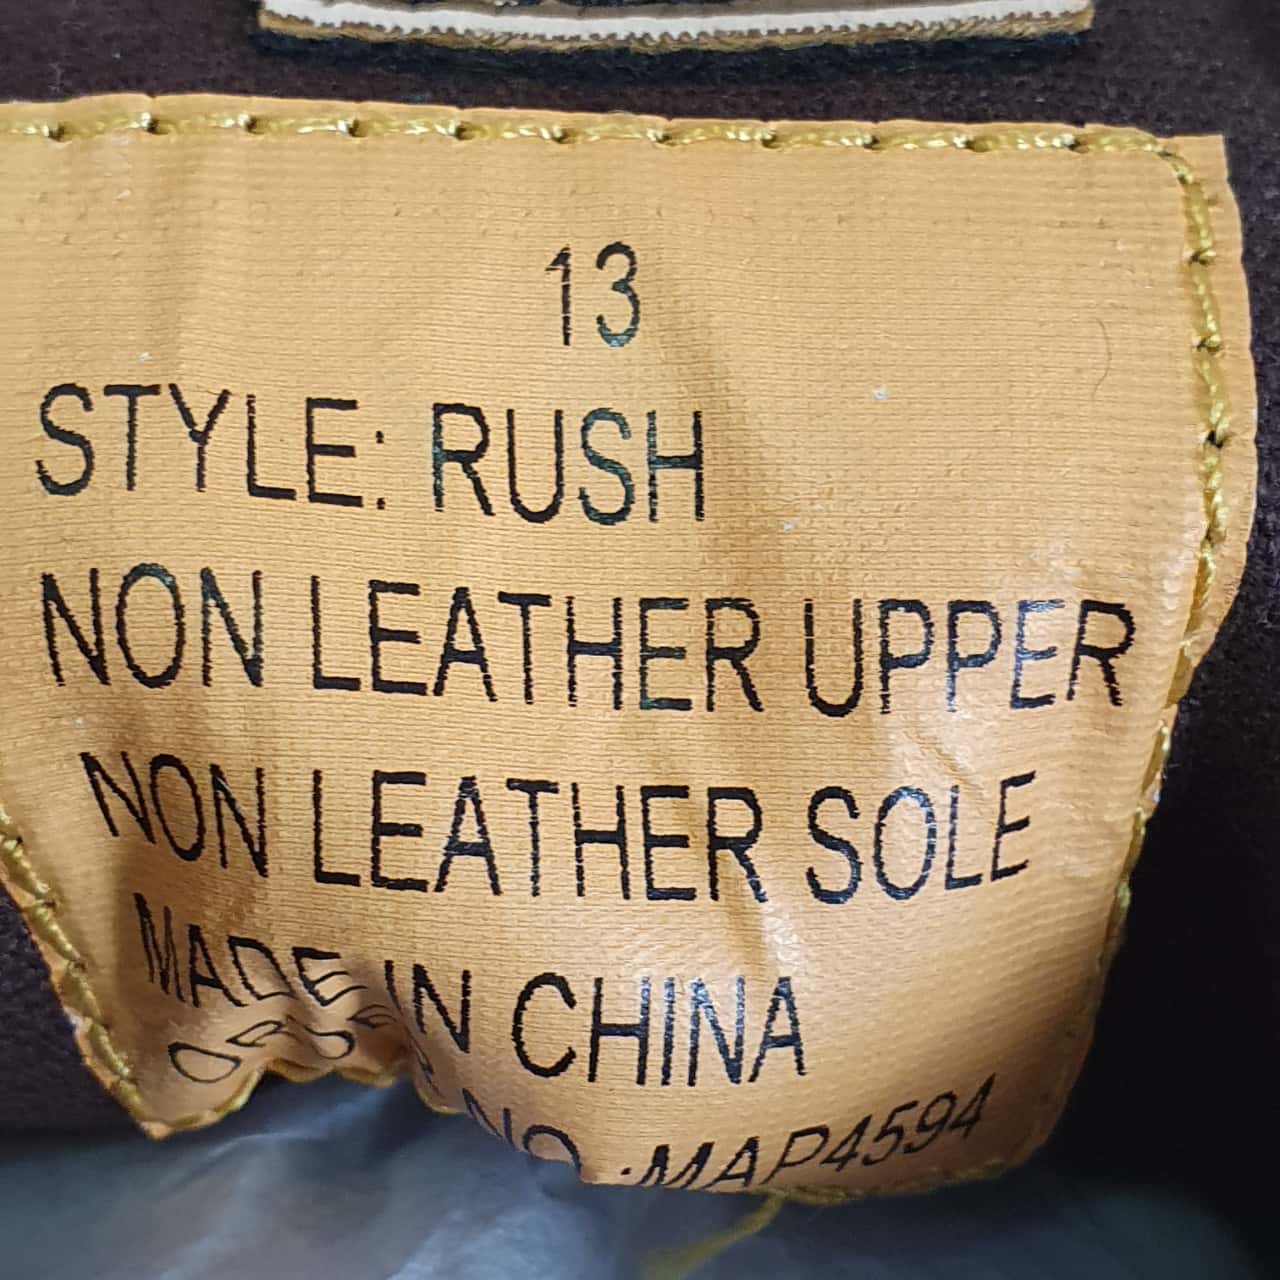 13
STYLE: RUSH
NON LEATHER UPPER
NON LEATHER SOLE
MADE IN CHINA
NO.:MAP4594